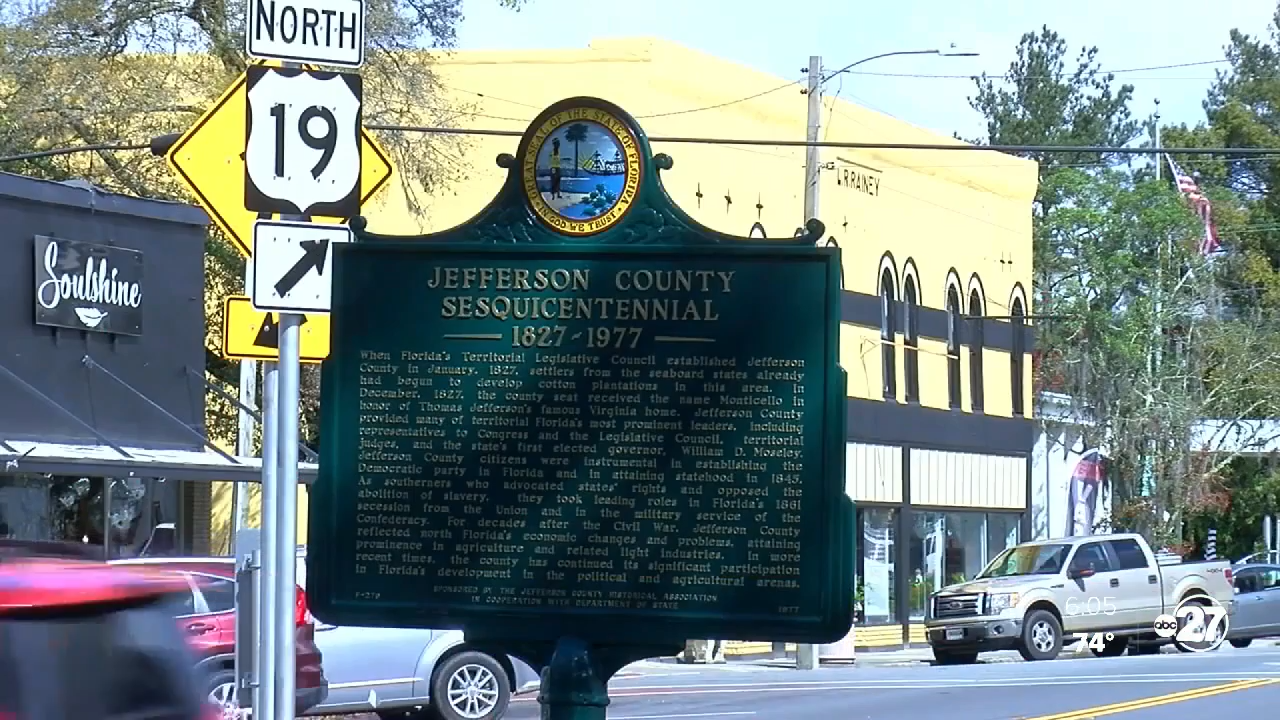 NORTH
19
Soulshine
L.R. RAINEY
GREAT SEAL OF THE STATE OF FLORIDA
IN GOD WE TRUST
JEFFERSON COUNTY
SESQUICENTENNIAL
1827-1977
When Florida's Territorial Legislative Council established Jefferson
County in January, 1827, settlers from the seaboard states already
had begun to develop cotton plantations in this area. In
December, 1827, the county seat received the name Monticello in
honor of Thomas Jefferson's famous Virginia home. Jefferson County
provided many of territorial Florida's most prominent leaders, including
representatives to Congress and the Legislative Council, territorial
judges, and the state's first elected governor, William D. Moseley.
Jefferson County citizens were instrumental in establishing the
Democratic party in Florida and in attaining statehood in 1845.
As southerners who advocated states' rights and opposed the
abolition of slavery, they took leading roles in Florida's 1861
secession from the Union and in the military service of the
Confederacy. For decades after the Civil War, Jefferson County
reflected north Florida's economic changes and problems, attaining
prominence in agriculture and related light industries. In more
recent times, the county has continued its significant participation
in Florida's development in the political and agricultural arenas.
SPONSORED BY THE JEFFERSON COUNTY HISTORICAL ASSOCIATION
IN COOPERATION WITH DEPARTMENT OF STATE
F-270
1977
6:05
74°
abc 27